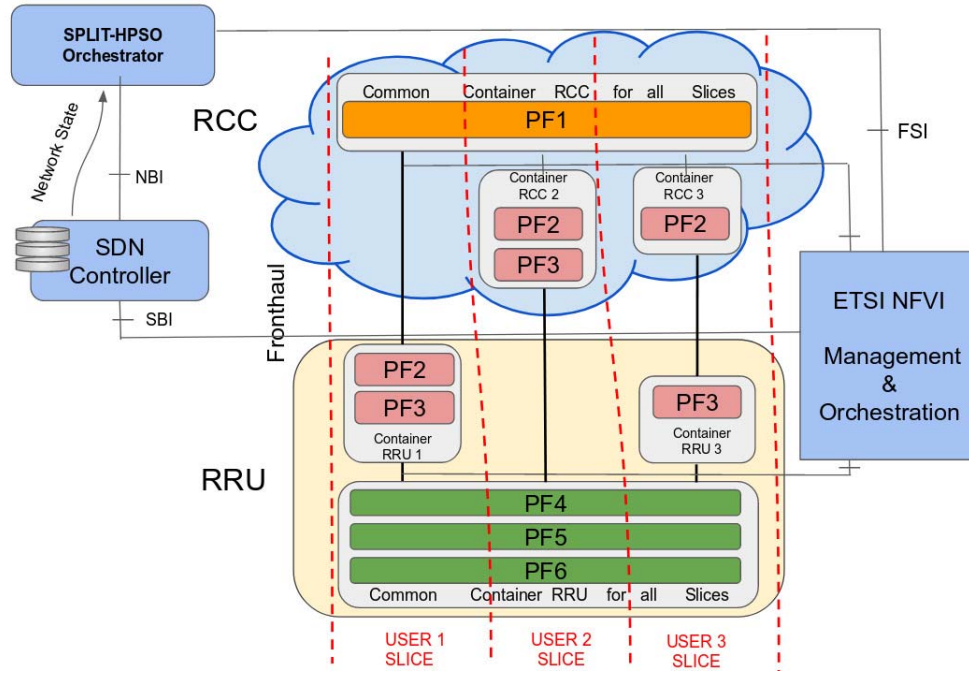 SPLIT-HPSO
Orchestrator
Network State
NBI
SDN
Controller
SBI
RCC
Common Container RCC for all Slices
PF1
Container
RCC 2
PF2
PF3
Container
RCC 3
PF2
FSI
Fronthaul
ETSI NFVI
Management
&
Orchestration
RRU
PF2
PF3
Container
RRU 1
PF3
Container
RRU 3
PF4
PF5
PF6
Common Container RRU for all Slices
USER 1
SLICE
USER 2
SLICE
USER 3
SLICE